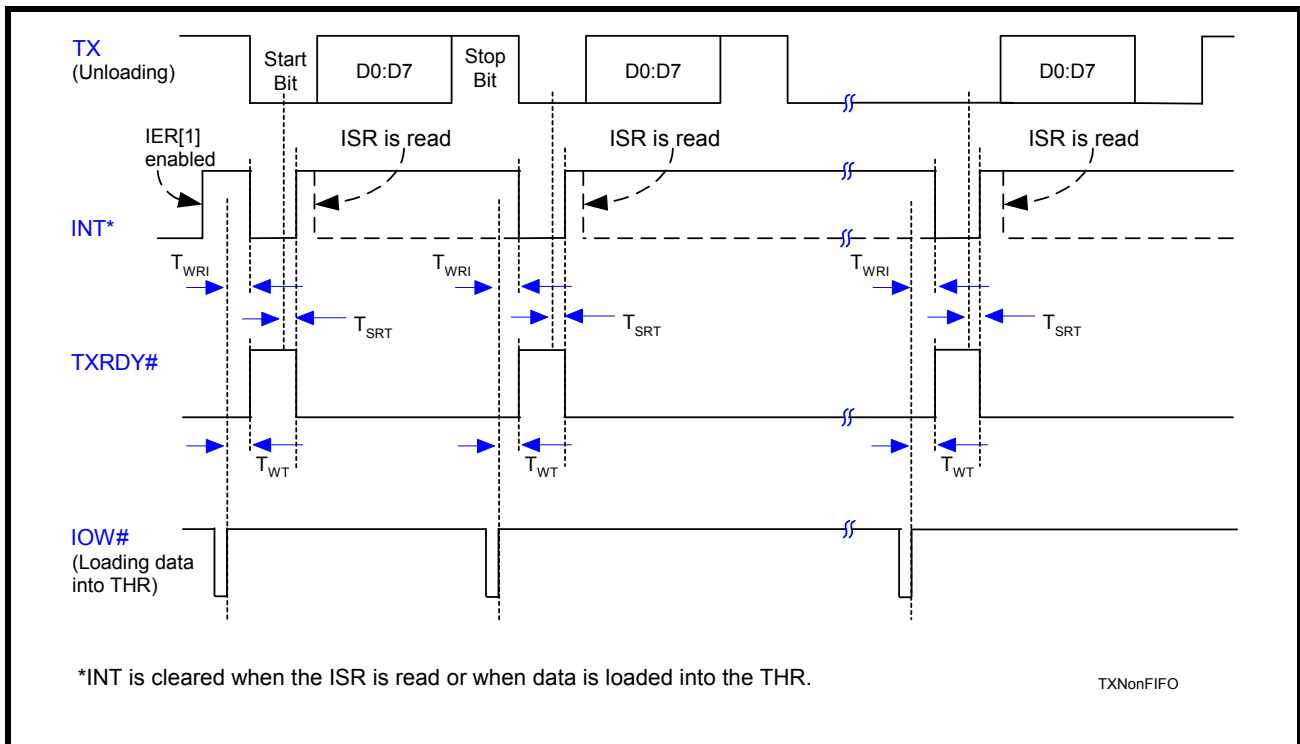 TX
(Unloading)
Start
Bit
D0:D7
Stop
Bit
D0:D7
D0:D7
IER[1]
enabled
ISR is read
ISR is read
ISR is read
INT*
TWRI
TWRI
TWRI
TSRT
TSRT
TSRT
TXRDY#
TWT
TWT
TWT
IOW#
(Loading data
into THR)
*INT is cleared when the ISR is read or when data is loaded into the THR.
TXNonFIFO